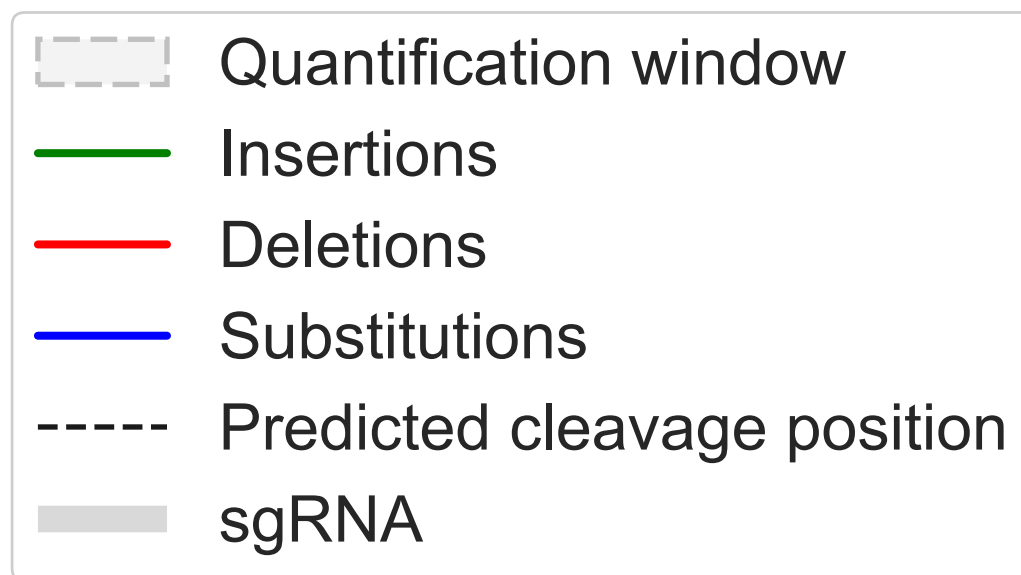 Quantification window
Insertions
Deletions
Substitutions
Predicted cleavage position
sgRNA